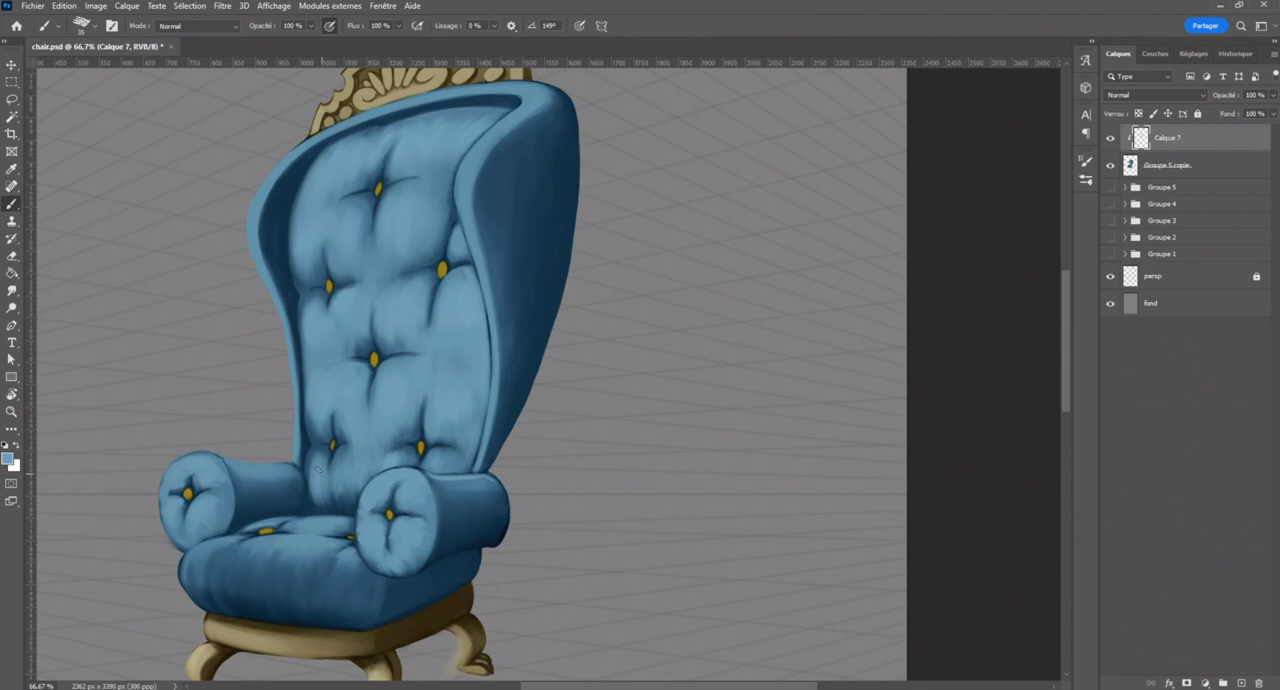 Ps Fichier Edition Image Calque Texte Sélection Filtre 3D Affichage Modules externes Fenêtre Aide
35 Mode : Normal Opacité : 100 % Flux : 100 % Lissage : 0 % 149° Partager
chair.psd @ 66,7% (Calque 7, RVB/8) * ×
Calques Couches Réglages Historique
Type
Normal Opacité : 100 %
Verrou : Fond : 100 %
Calque 7
Groupe 5 copie
Groupe 5
Groupe 4
Groupe 3
Groupe 2
Groupe 1
persp
fond
66,67 % 2362 px x 3390 px (300 ppp)